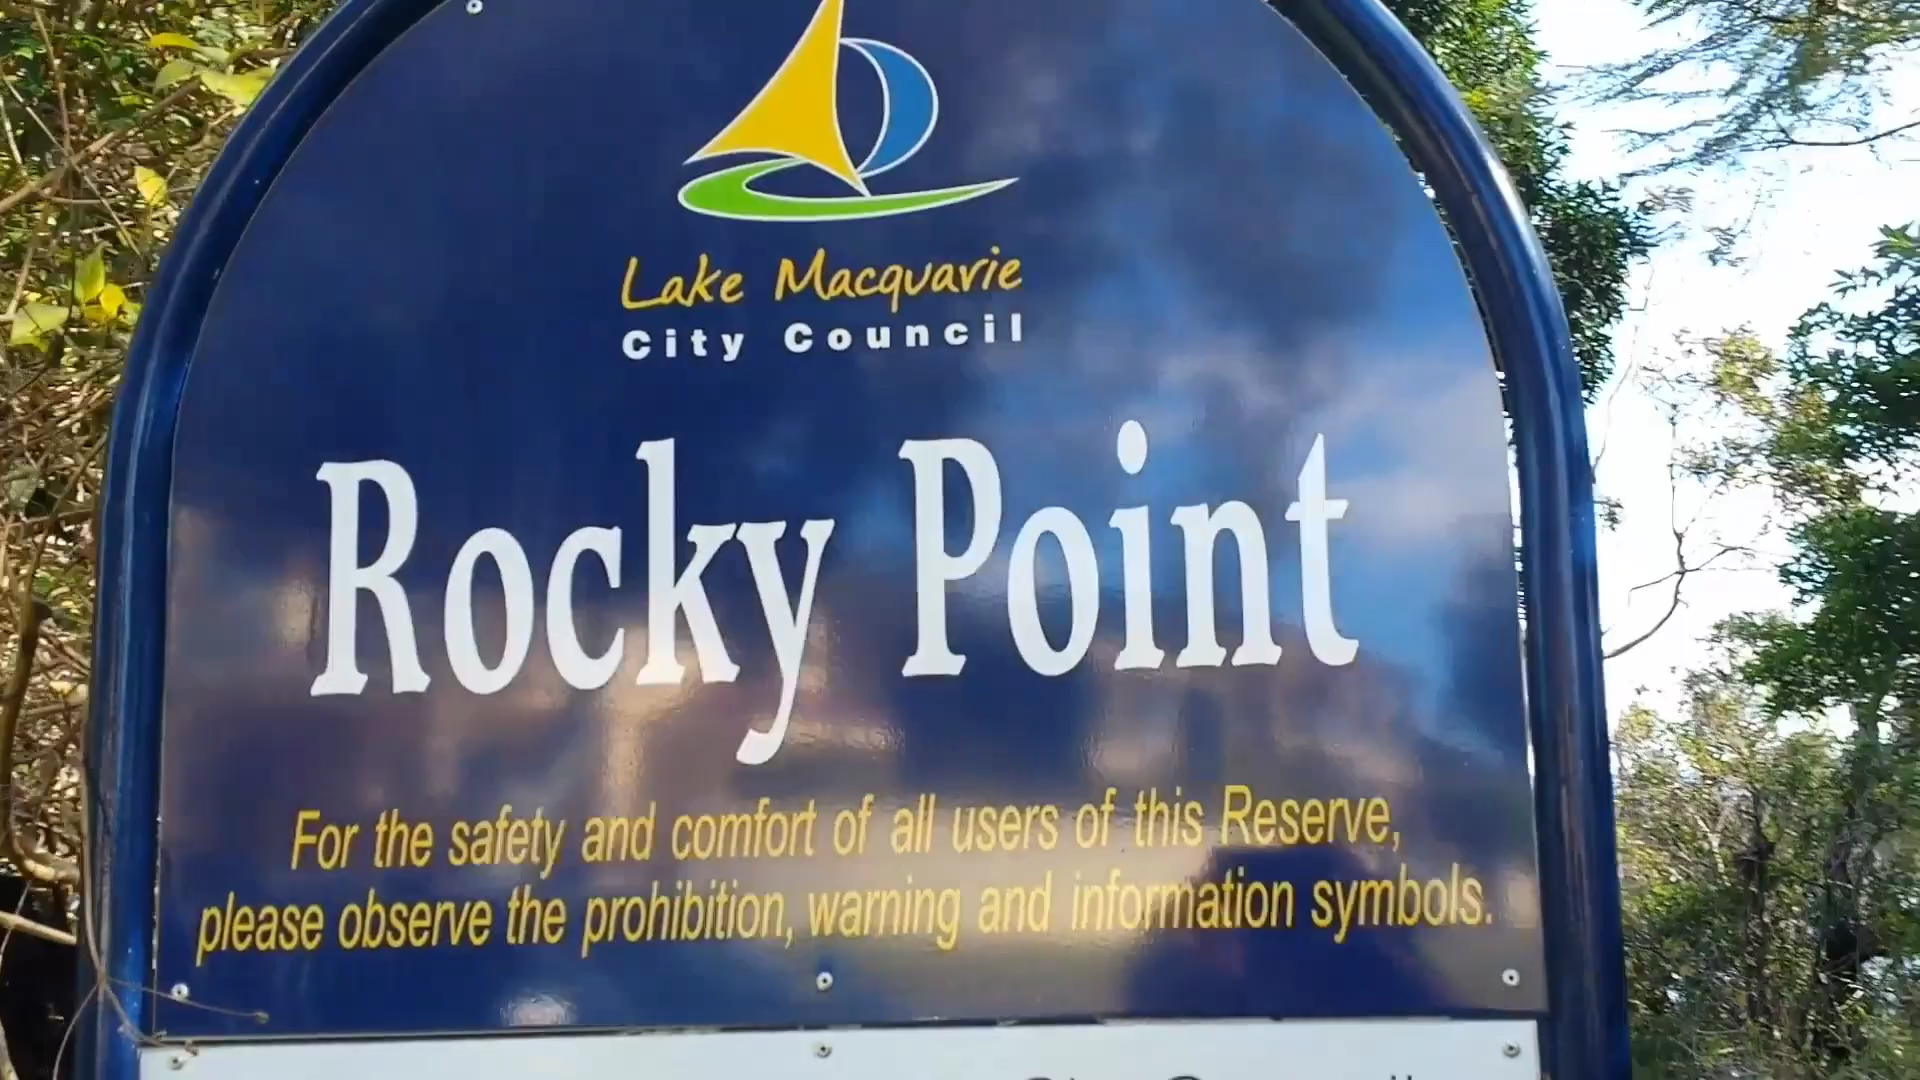 Lake Macquarie
City Council
Rocky Point
For the safety and comfort of all users of this Reserve,
please observe the prohibition, warning and information symbols.